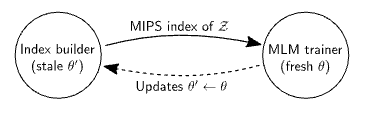 MIPS index of 𝒵
Index builder
(stale θ′)
MLM trainer
(fresh θ)
Updates θ′ ← θ